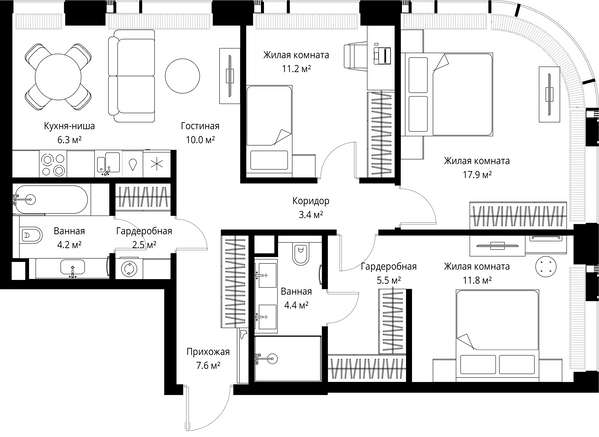 Жилая комната
11.2 м²
Кухня-ниша
6.3 м²
Гостиная
10.0 м²
Жилая комната
17.9 м²
Коридор
3.4 м²
Ванная
4.2 м²
Гардеробная
2.5 м²
Гардеробная
5.5 м²
Жилая комната
11.8 м²
Ванная
4.4 м²
Прихожая
7.6 м²